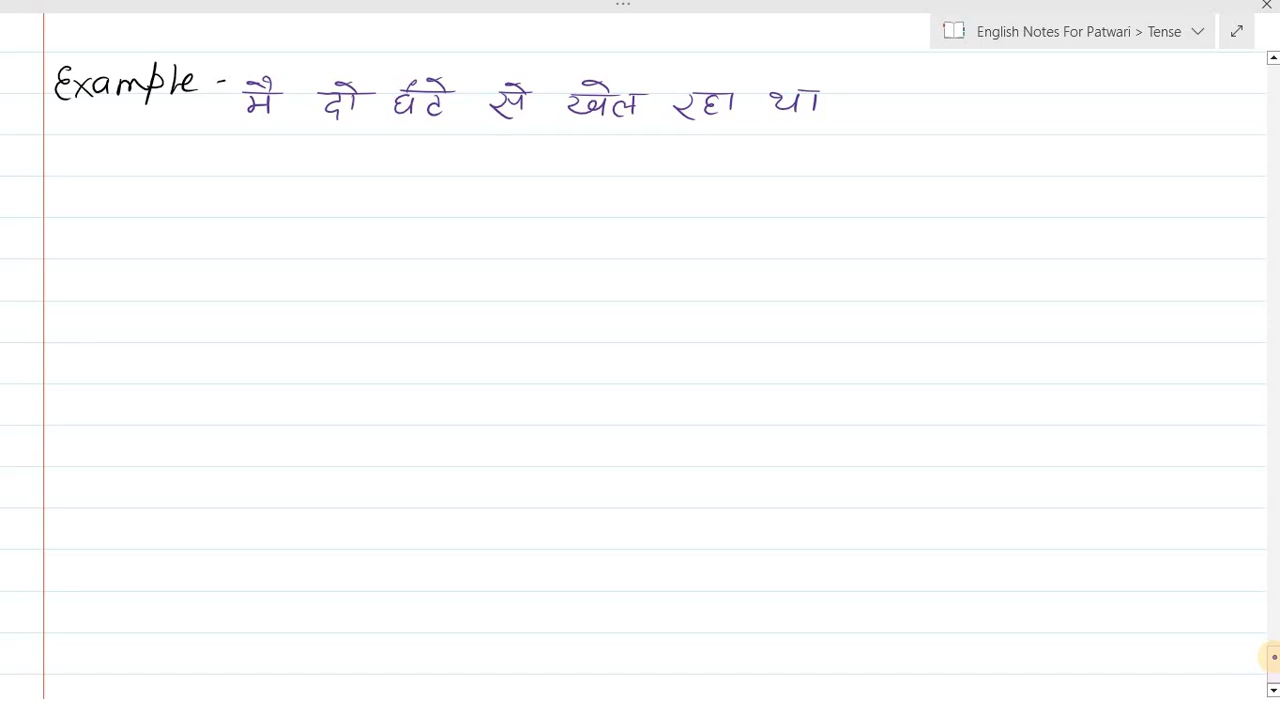 English Notes For Patwari > Tense
Example - मै दो घंटे से खेल रहा था